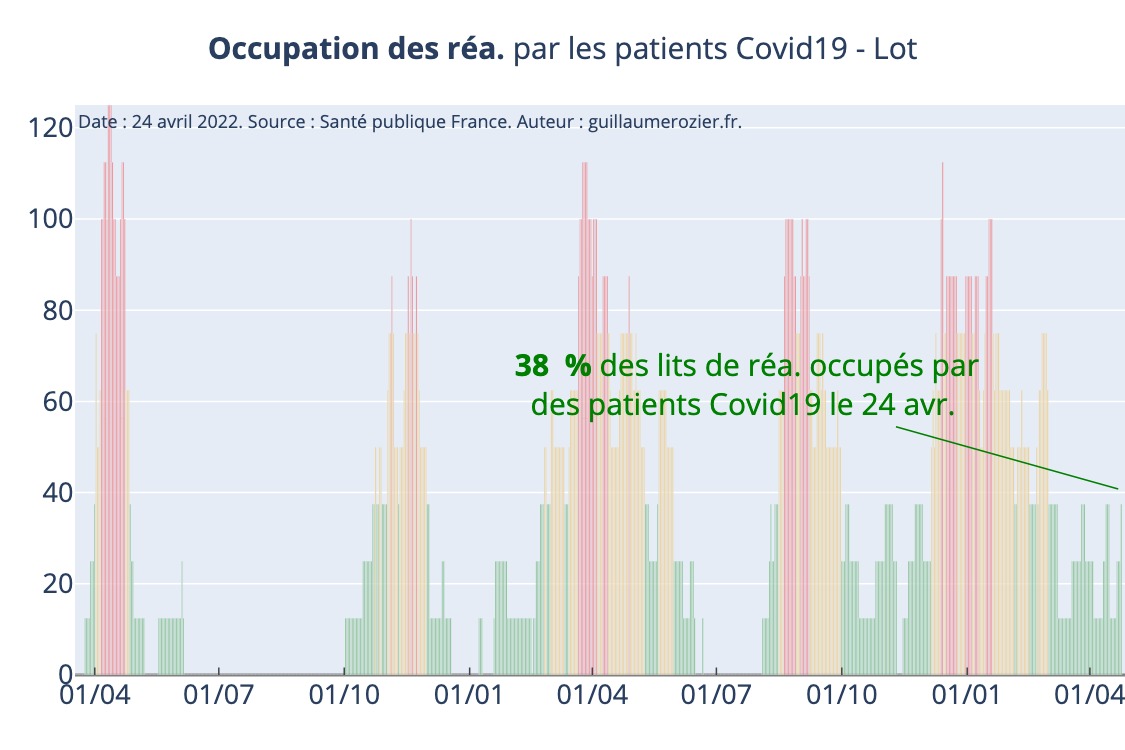 Occupation des réa. par les patients Covid19 - Lot
Date : 24 avril 2022. Source : Santé publique France. Auteur : guillaumerozier.fr.
120
100
80
60
40
20
0
38 % des lits de réa. occupés par
des patients Covid19 le 24 avr.
01/04 01/07 01/10 01/01 01/04 01/07 01/10 01/01 01/04